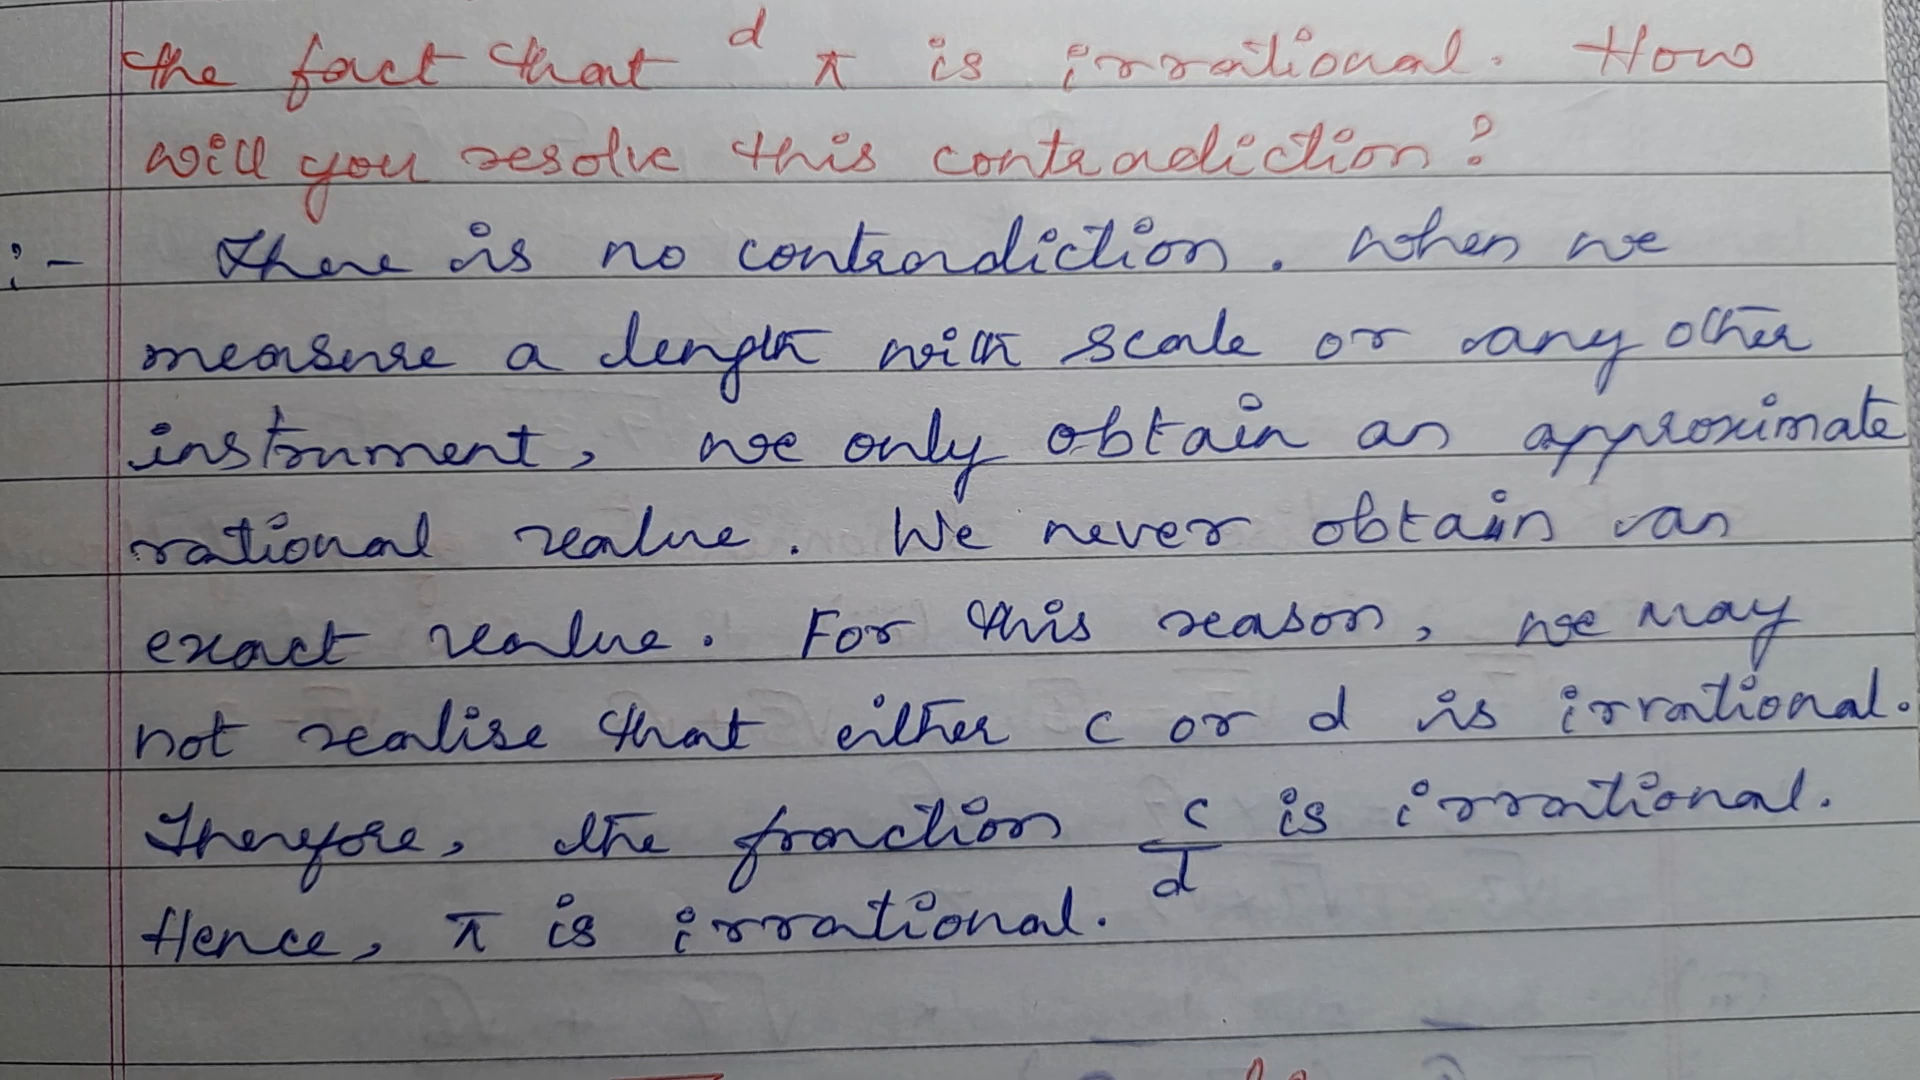 the fact that d π is irrational. How
will you resolve this contradiction?
:- There is no contradiction. When we
measure a length with scale or any other
instrument, we only obtain an approximate
rational value. We never obtain an
exact value. For this reason, we may
not realise that either c or d is irrational.
Therefore, the fraction c/d is irrational.
Hence, π is irrational.